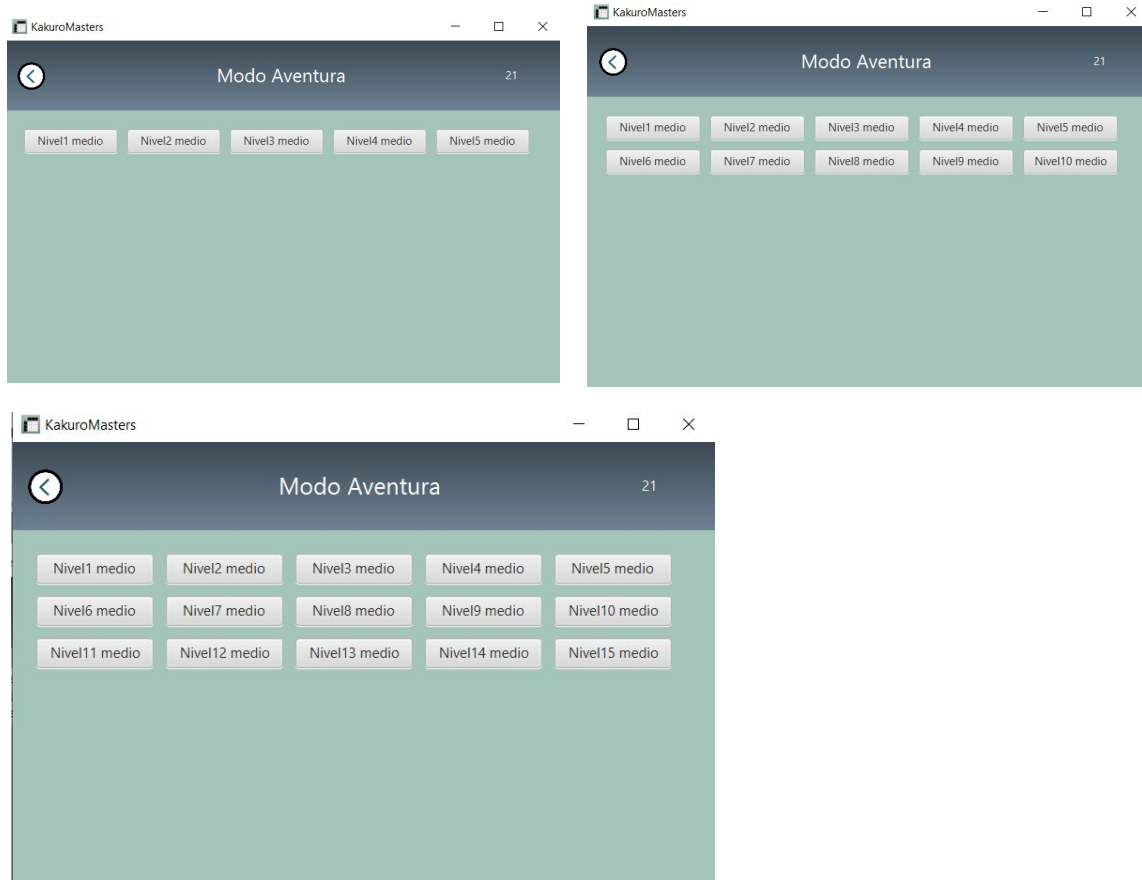 KakuroMasters
Modo Aventura 21
Nivel1 medio Nivel2 medio Nivel3 medio Nivel4 medio Nivel5 medio
KakuroMasters
Modo Aventura 21
Nivel1 medio Nivel2 medio Nivel3 medio Nivel4 medio Nivel5 medio
Nivel6 medio Nivel7 medio Nivel8 medio Nivel9 medio Nivel10 medio
KakuroMasters
Modo Aventura 21
Nivel1 medio Nivel2 medio Nivel3 medio Nivel4 medio Nivel5 medio
Nivel6 medio Nivel7 medio Nivel8 medio Nivel9 medio Nivel10 medio
Nivel11 medio Nivel12 medio Nivel13 medio Nivel14 medio Nivel15 medio